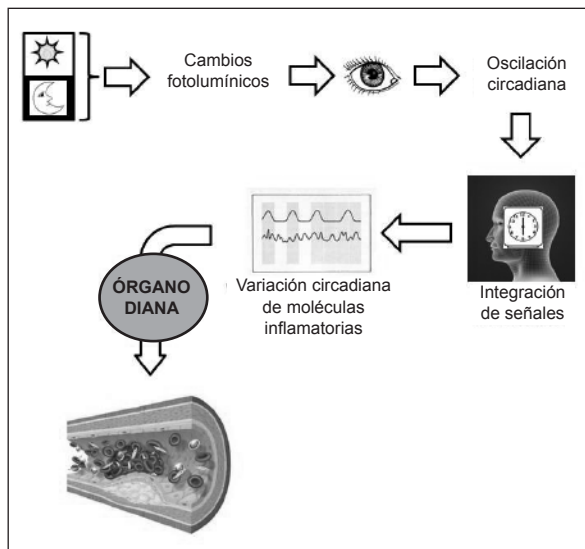 Cambios
fotolumínicos
Oscilación
circadiana
Integración
de señales
Variación circadiana
de moléculas
inflamatorias
ÓRGANO
DIANA